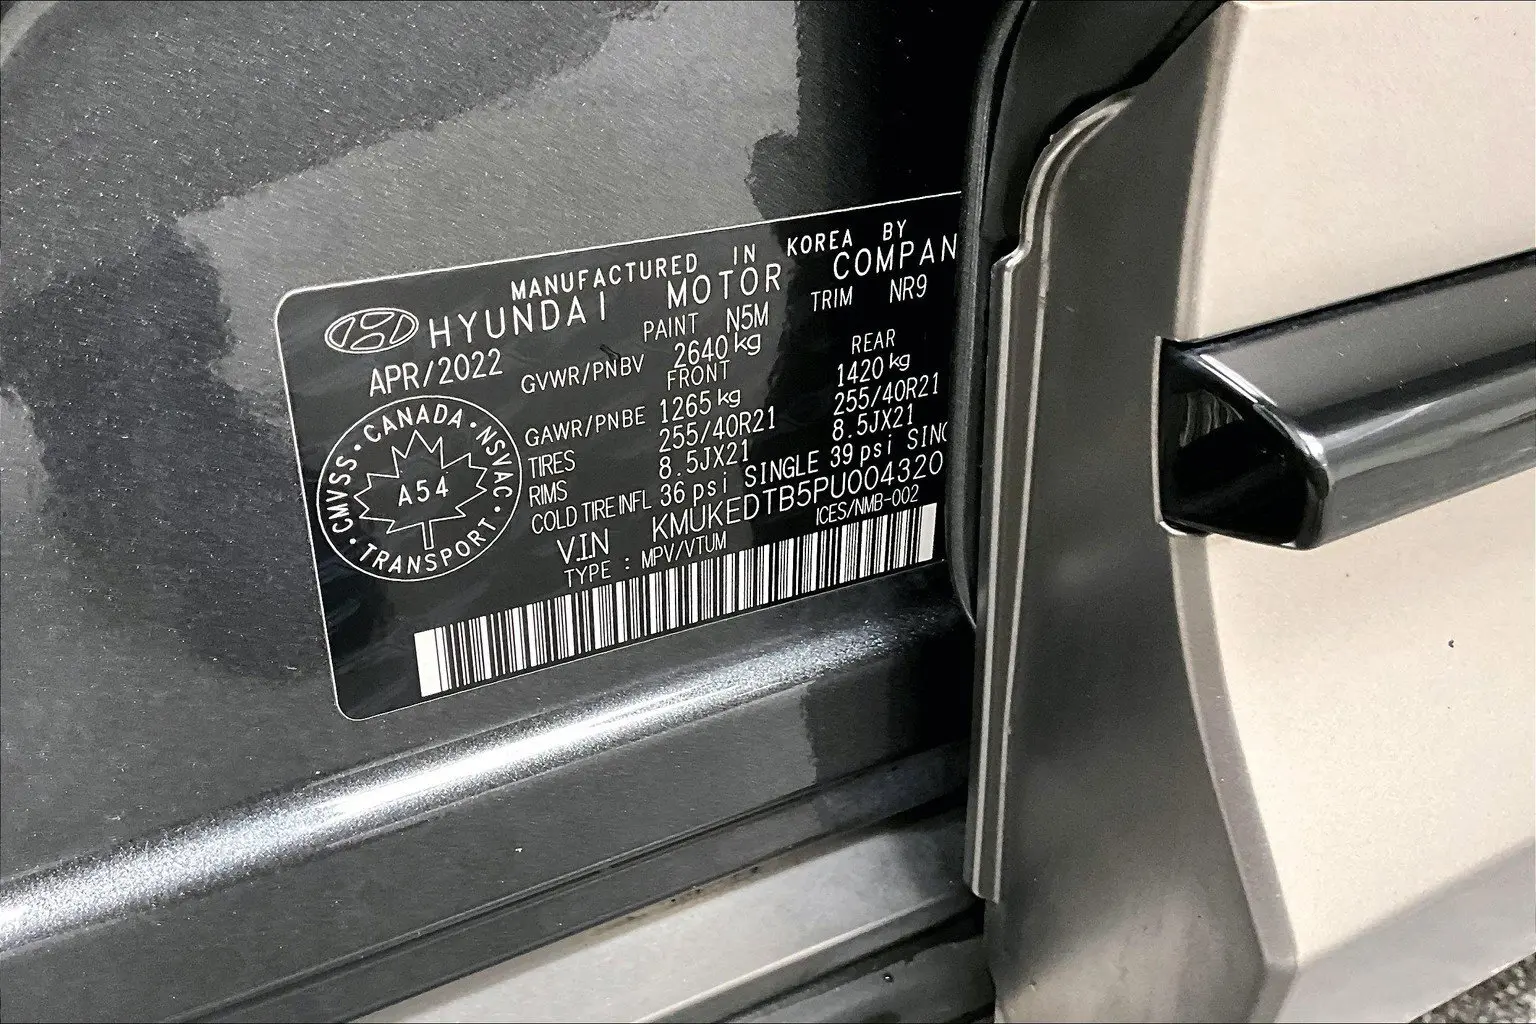 MANUFACTURED IN KOREA BY
HYUNDAI MOTOR COMPAN
APR/2022 PAINT N5M TRIM NR9
GVWR/PNBV 2640 kg
FRONT REAR
GAWR/PNBE 1265 kg 1420 kg
TIRES 255/40R21 255/40R21
RIMS 8.5JX21 8.5JX21
COLD TIRE INFL 36 psi SINGLE 39 psi SING
V.I.N KMUKEDTB5PU004320
TYPE : MPV/VTUM ICES/NMB-002
CANADA · NSVAC · TRANSPORT · CMVSS ·
A54